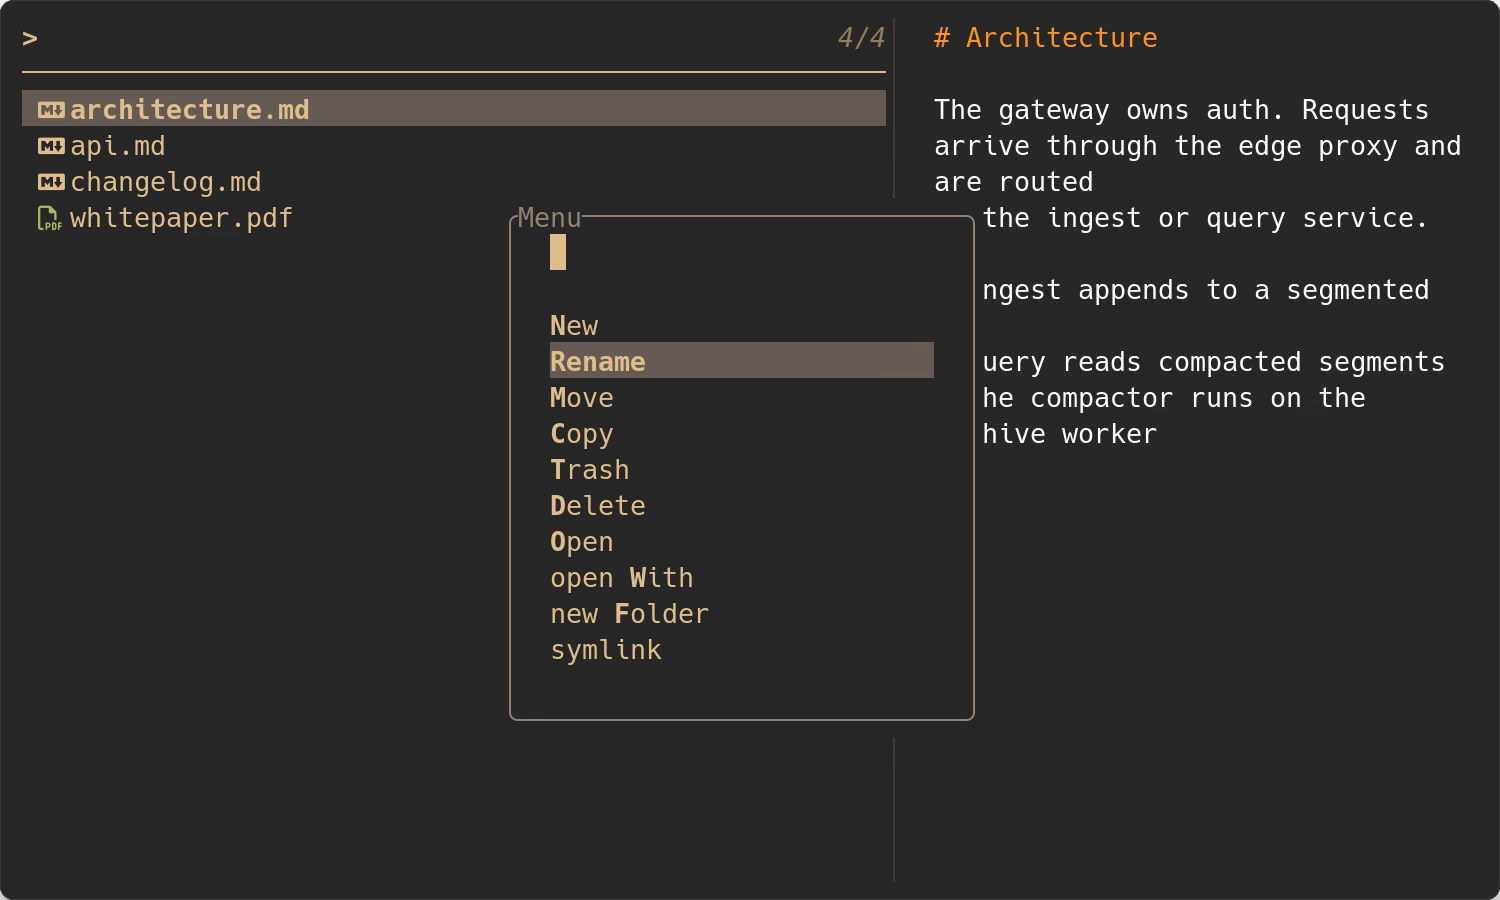 >
4/4
architecture.md
api.md
changelog.md
PDF whitepaper.pdf
# Architecture
The gateway owns auth. Requests
arrive through the edge proxy and
are routed
the ingest or query service.
ngest appends to a segmented
uery reads compacted segments
he compactor runs on the
hive worker
Menu
New
Rename
Move
Copy
Trash
Delete
Open
open With
new Folder
symlink